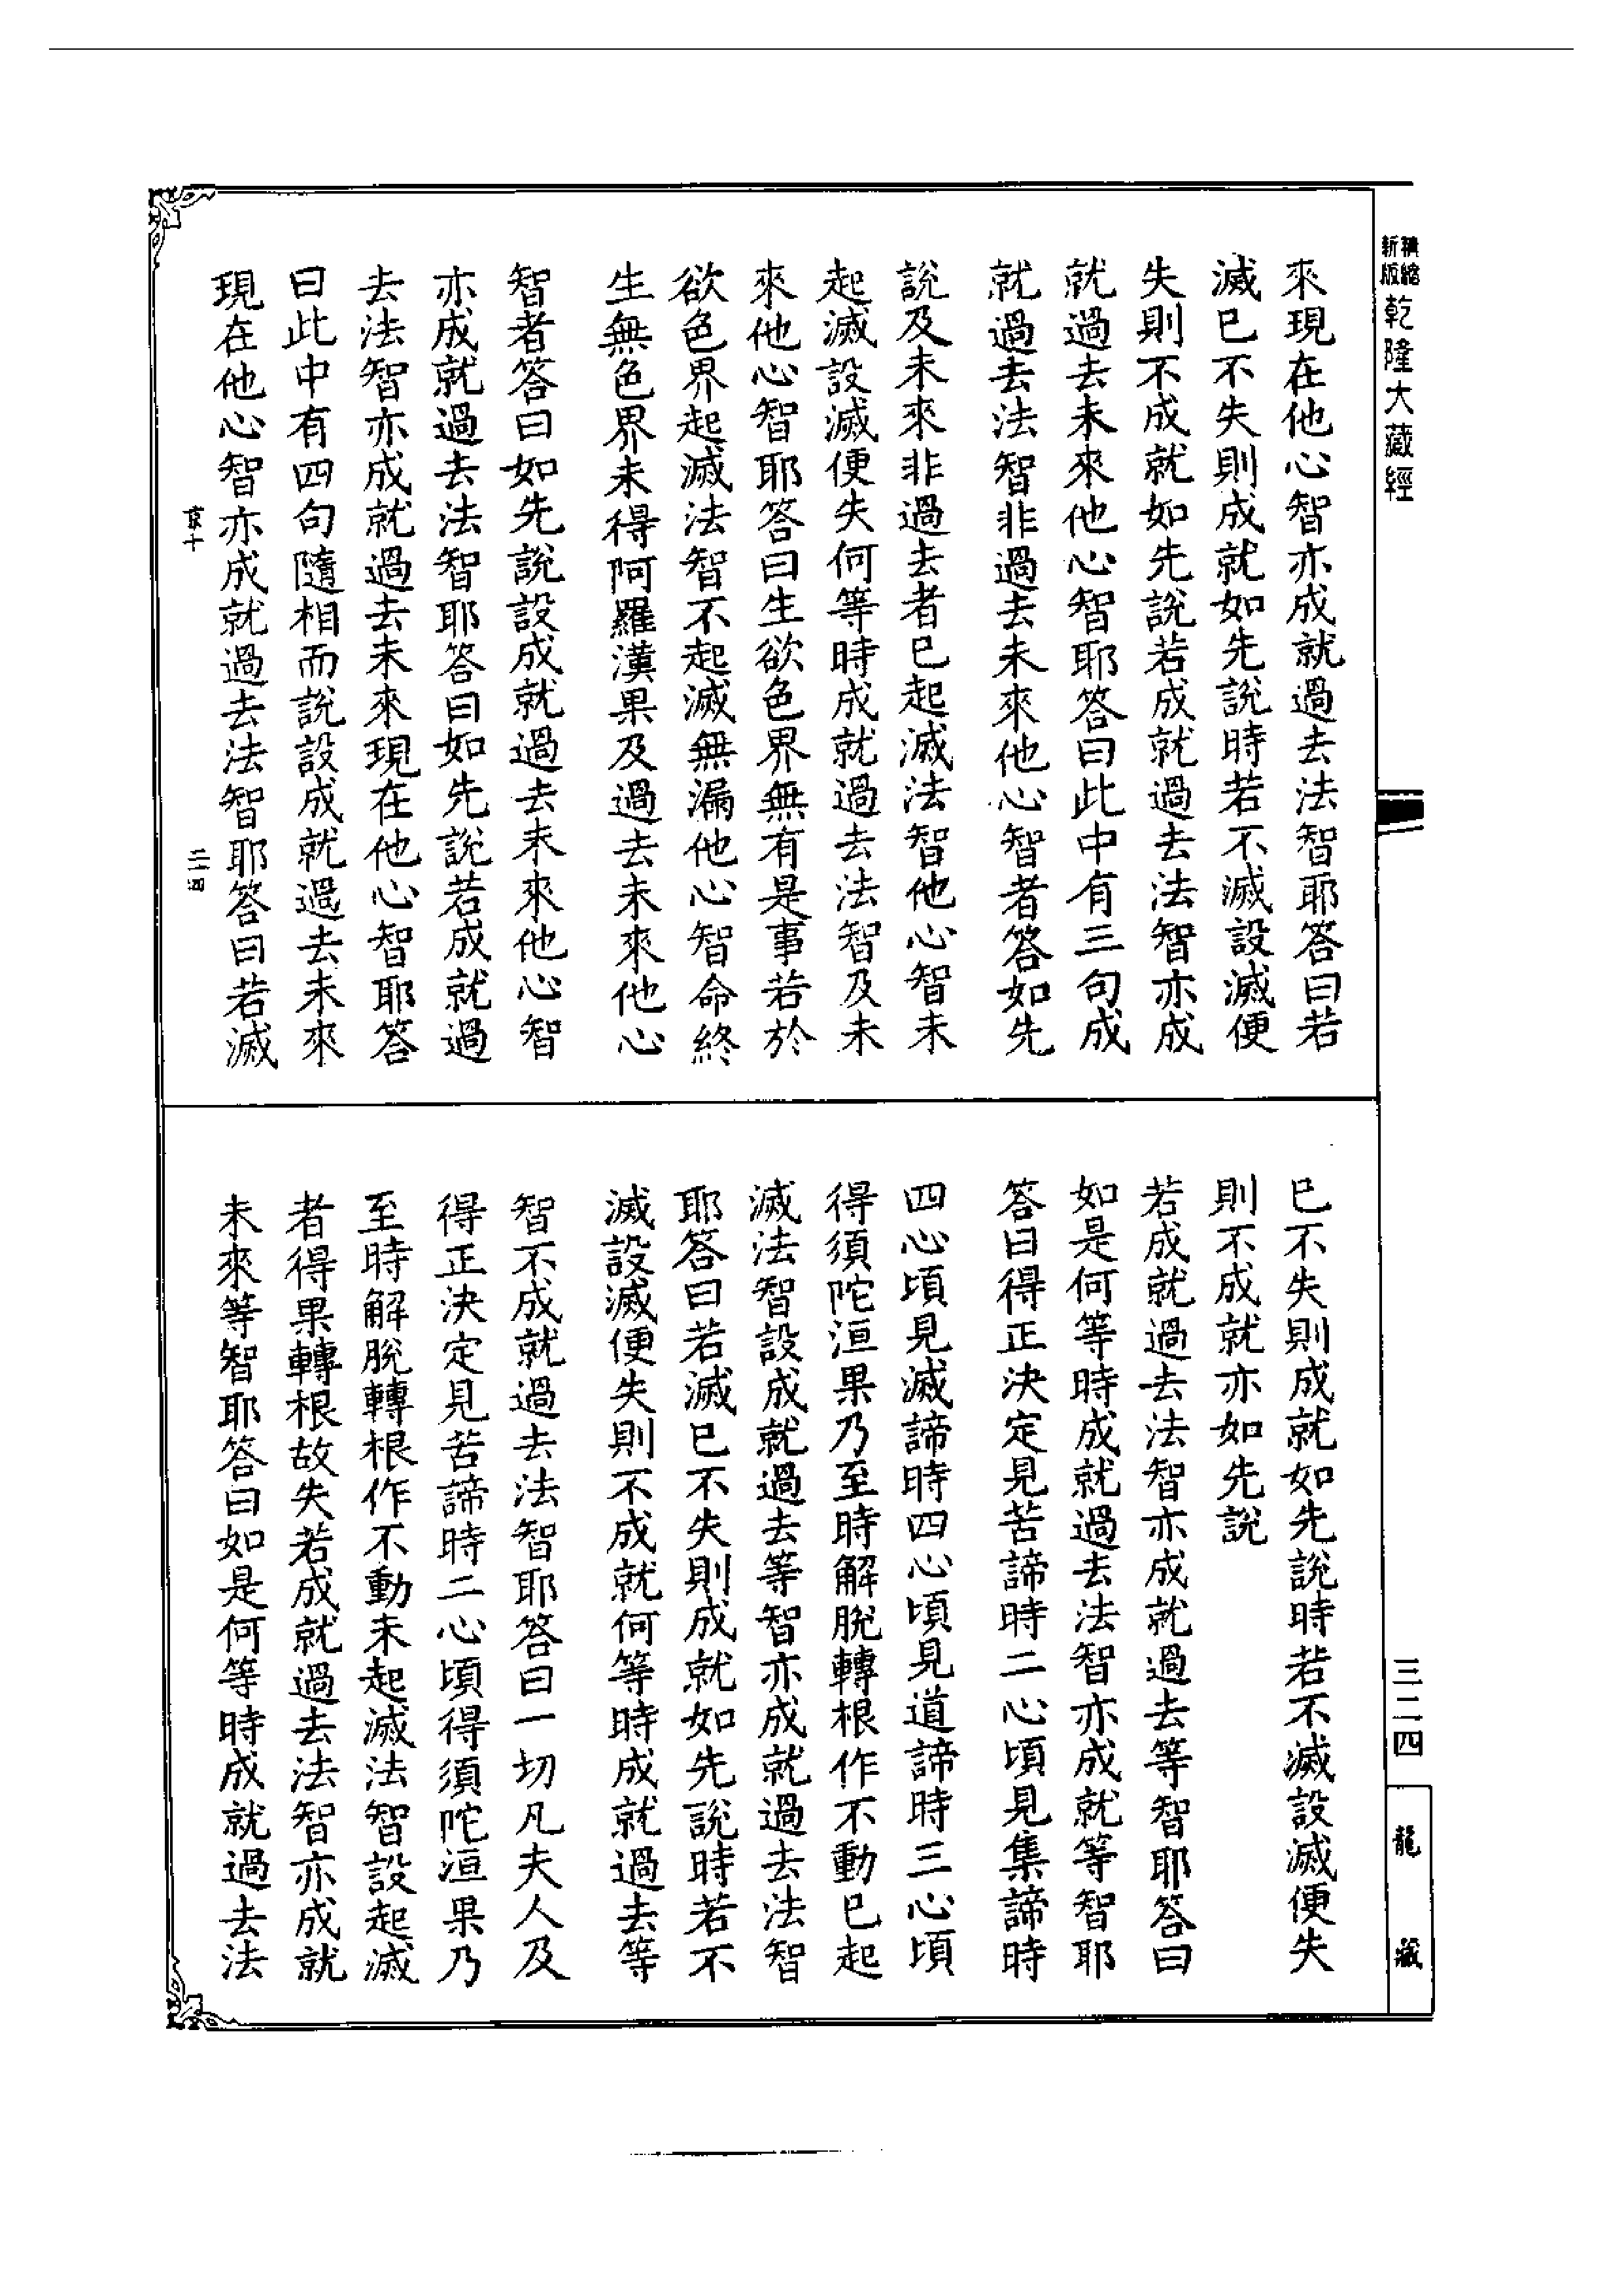 精縮新版乾隆大藏經
來現在他心智亦成就過去法智耶答曰若
滅已不失則成就如先說時若不滅設滅便
失則不成就如先說若成就過去法智亦成
就過去未來他心智耶答曰此中有三句成
就過去法智非過去未來他心智者答如先
說及未來非過去者已起滅法智他心智未
起滅設滅便失何等時成就過去法智及未
來他心智耶答曰生欲色界無有是事若於
欲色界起滅法智不起滅無漏他心智命終
生無色界未得阿羅漢果及過去未來他心
智者答曰如先說設成就過去未來他心智
亦成就過去法智耶答曰如先說若成就過
去法智亦成就過去未來現在他心智耶答
曰此中有四句隨相而說設成就過去未來
現在他心智亦成就過去法智耶答曰若滅
二十四
已不失則成就如先說時若不滅設滅便失
則不成就亦如先說
若成就過去法智亦成就過去等智耶答曰
如是何等時成就過去法智亦成就等智耶
答曰得正決定見苦諦時二心頃見集諦時
四心頃見滅諦時四心頃見道諦時三心頃
得須陀洹果乃至時解脫轉根作不動已起
滅法智設成就過去等智亦成就過去法智
耶答曰若滅已不失則成就如先說時若不
滅設滅便失則不成就何等時成就過去等
智不成就過去法智耶答曰一切凡夫人及
得正決定見苦諦時二心頃得須陀洹果乃
至時解脫轉根作不動未起滅法智設起滅
者得果轉根故失若成就過去法智亦成就
未來等智耶答曰如是何等時成就過去法
三二四
龍藏